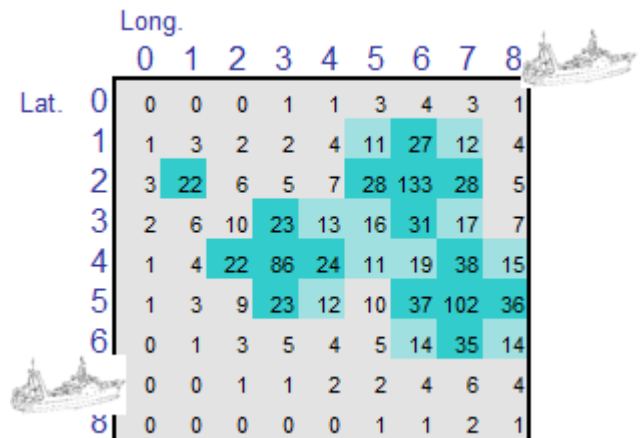 Long.
0 1 2 3 4 5 6 7 8
Lat. 0 0 0 0 1 1 3 4 3 1
1 1 3 2 2 4 11 27 12 4
2 3 22 6 5 7 28 133 28 5
3 2 6 10 23 13 16 31 17 7
4 1 4 22 86 24 11 19 38 15
5 1 3 9 23 12 10 37 102 36
6 0 1 3 5 4 5 14 35 14
0 0 1 1 2 2 4 6 4
8 0 0 0 0 0 1 1 2 1